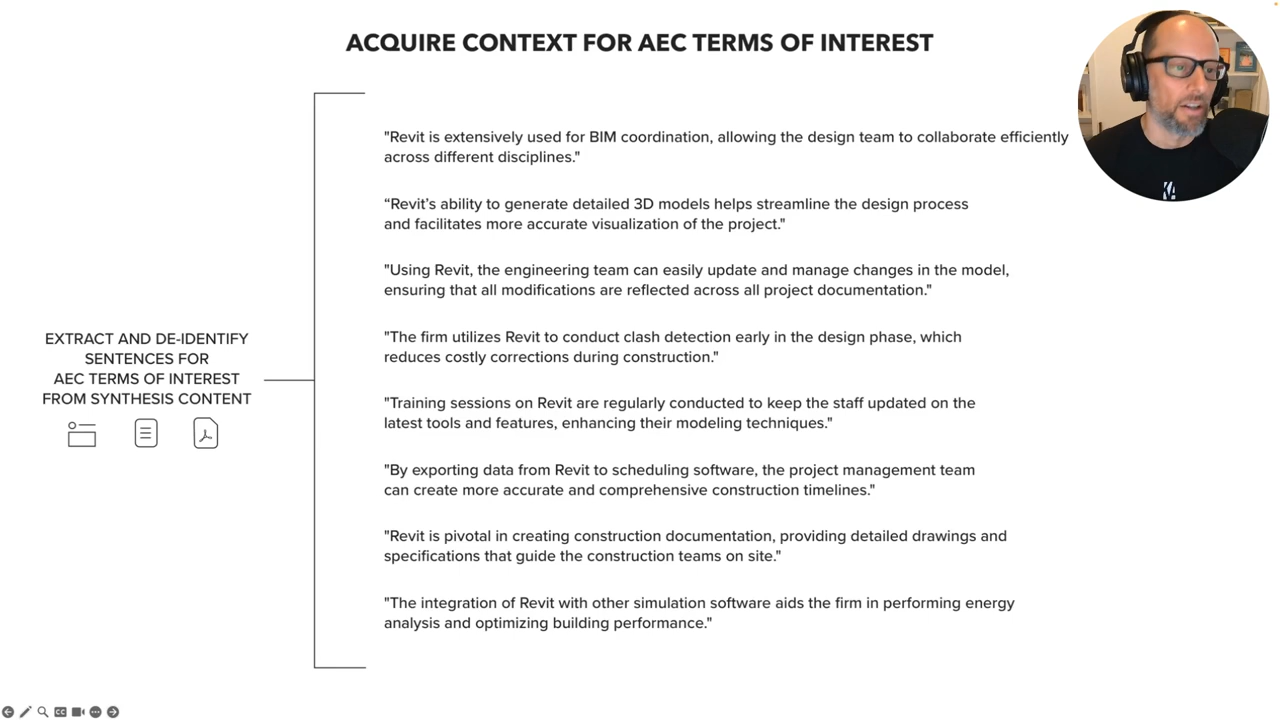 ACQUIRE CONTEXT FOR AEC TERMS OF INTEREST
"Revit is extensively used for BIM coordination, allowing the design team to collaborate efficiently
across different disciplines."
“Revit’s ability to generate detailed 3D models helps streamline the design process
and facilitates more accurate visualization of the project."
"Using Revit, the engineering team can easily update and manage changes in the model,
ensuring that all modifications are reflected across all project documentation."
"The firm utilizes Revit to conduct clash detection early in the design phase, which
reduces costly corrections during construction."
"Training sessions on Revit are regularly conducted to keep the staff updated on the
latest tools and features, enhancing their modeling techniques."
"By exporting data from Revit to scheduling software, the project management team
can create more accurate and comprehensive construction timelines."
"Revit is pivotal in creating construction documentation, providing detailed drawings and
specifications that guide the construction teams on site."
"The integration of Revit with other simulation software aids the firm in performing energy
analysis and optimizing building performance."
EXTRACT AND DE-IDENTIFY
SENTENCES FOR
AEC TERMS OF INTEREST
FROM SYNTHESIS CONTENT